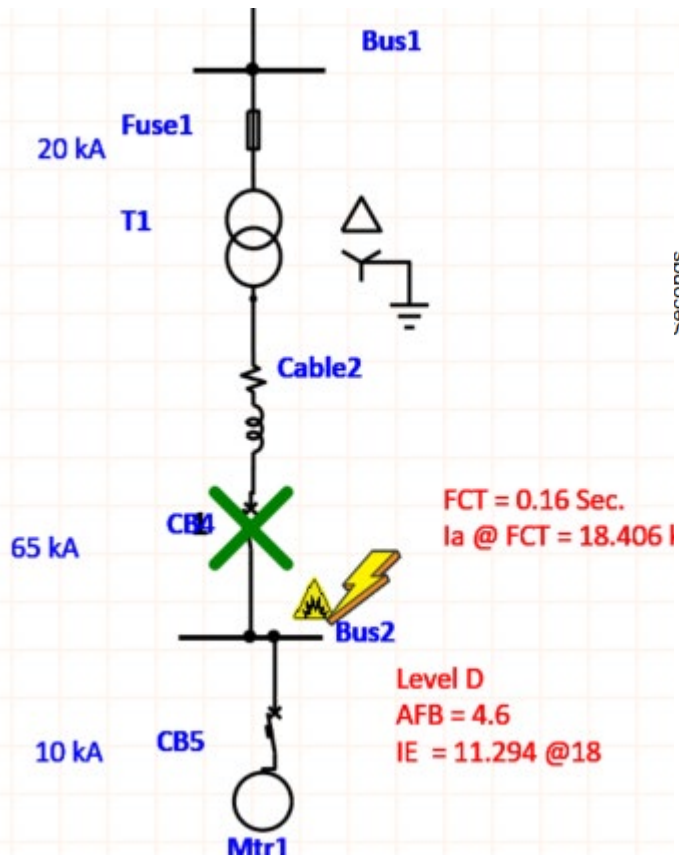 Bus1
Fuse1
20 kA
T1
Cable2
FCT = 0.16 Sec.
CB4
Ia @ FCT = 18.406
65 kA
Bus2
Level D
AFB = 4.6
CB5
10 kA
IE = 11.294 @18
Mtr1